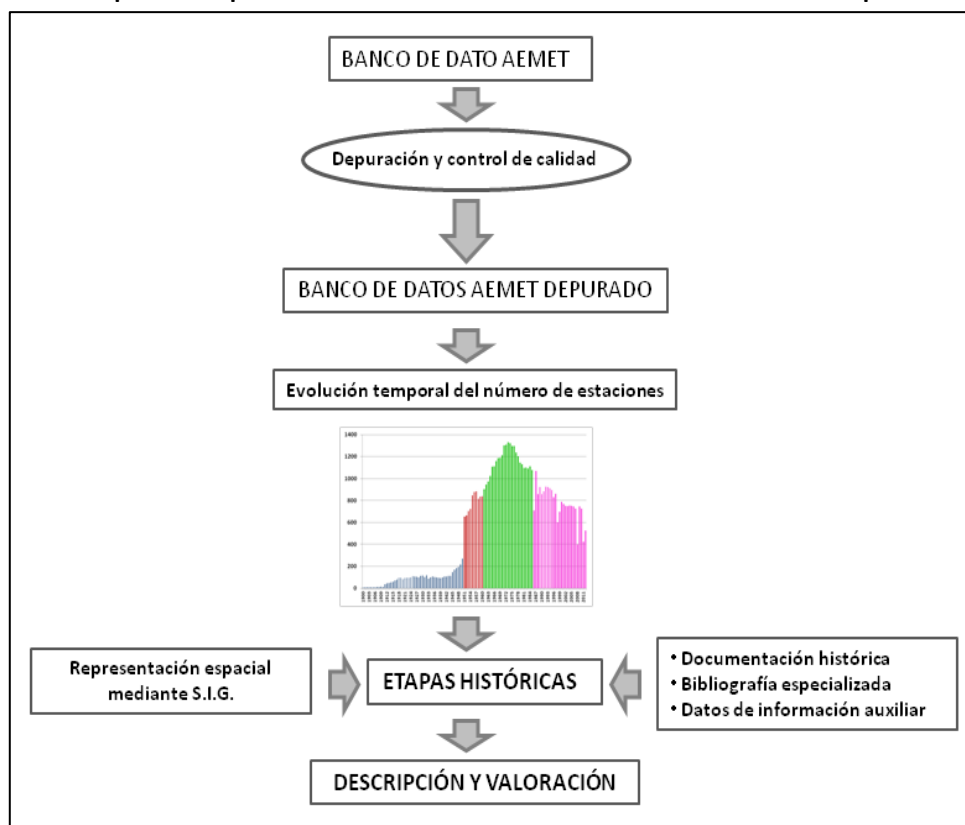 BANCO DE DATO AEMET
Depuración y control de calidad
BANCO DE DATOS AEMET DEPURADO
Evolución temporal del número de estaciones
1400
1200
1000
800
600
400
200
0
Representación espacial
mediante S.I.G.
ETAPAS HISTÓRICAS
• Documentación histórica
• Bibliografía especializada
• Datos de información auxiliar
DESCRIPCIÓN Y VALORACIÓN